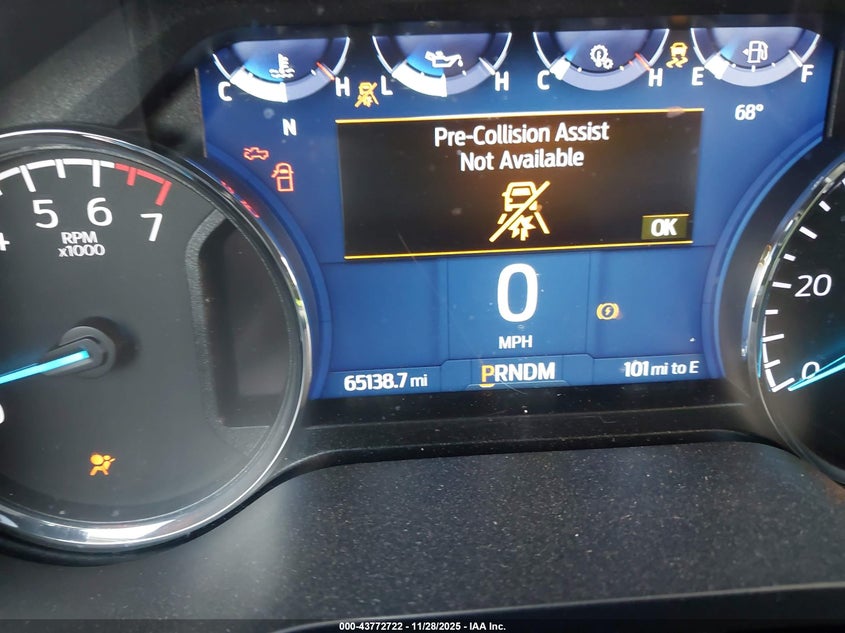 C H L H C H E F
N
68°
Pre-Collision Assist
Not Available
OK
5 6 7
RPM
x1000
20
0
0
MPH
65138.7 mi
PRNDM
101 mi to E
000-43772722 - 11/28/2025 - IAA Inc.